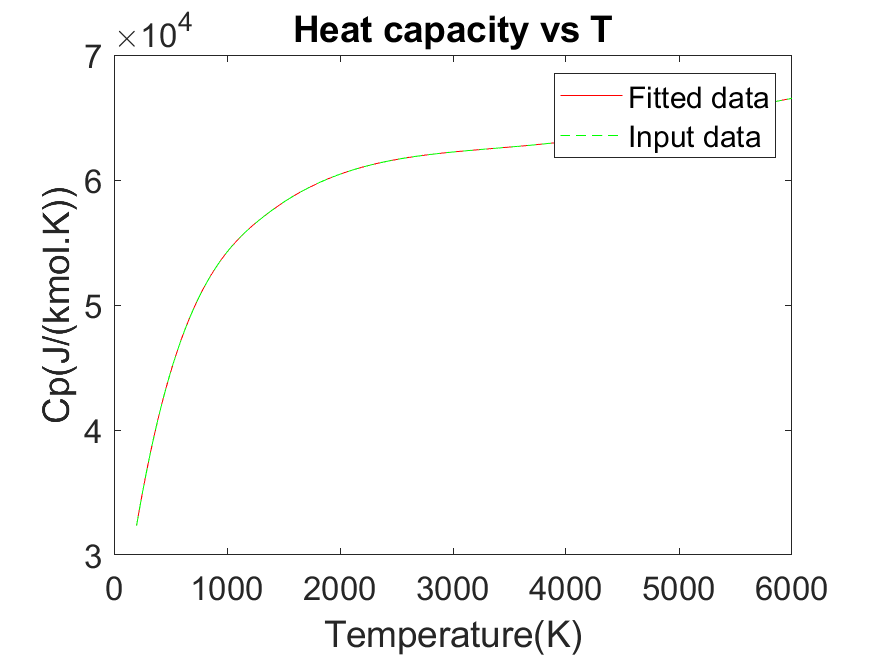 Heat capacity vs T
×10^4
7
6
5
4
3
Cp(J/(kmol.K))
Fitted data
Input data
0 1000 2000 3000 4000 5000 6000
Temperature(K)